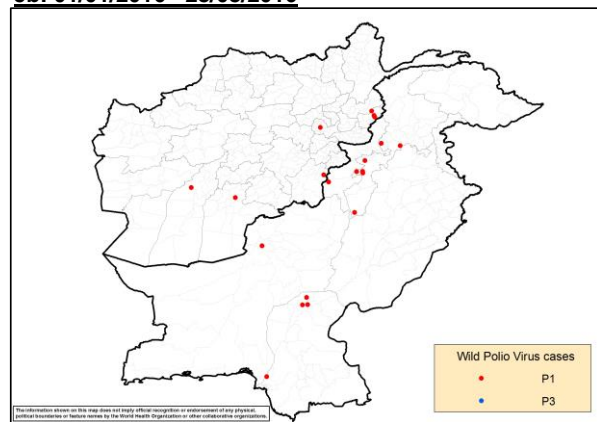 Wild Polio Virus cases
P1
P3
The information shown on this map does not imply official recognition or endorsement of any physical,
political boundaries or feature names by the World Health Organization or other collaborative organizations.